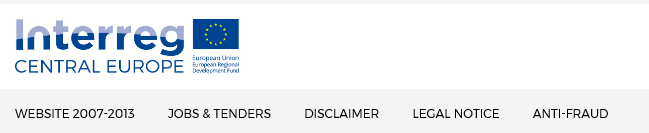 Interreg
CENTRAL EUROPE
European Union
European Regional
Development Fund
WEBSITE 2007-2013 JOBS & TENDERS DISCLAIMER LEGAL NOTICE ANTI-FRAUD